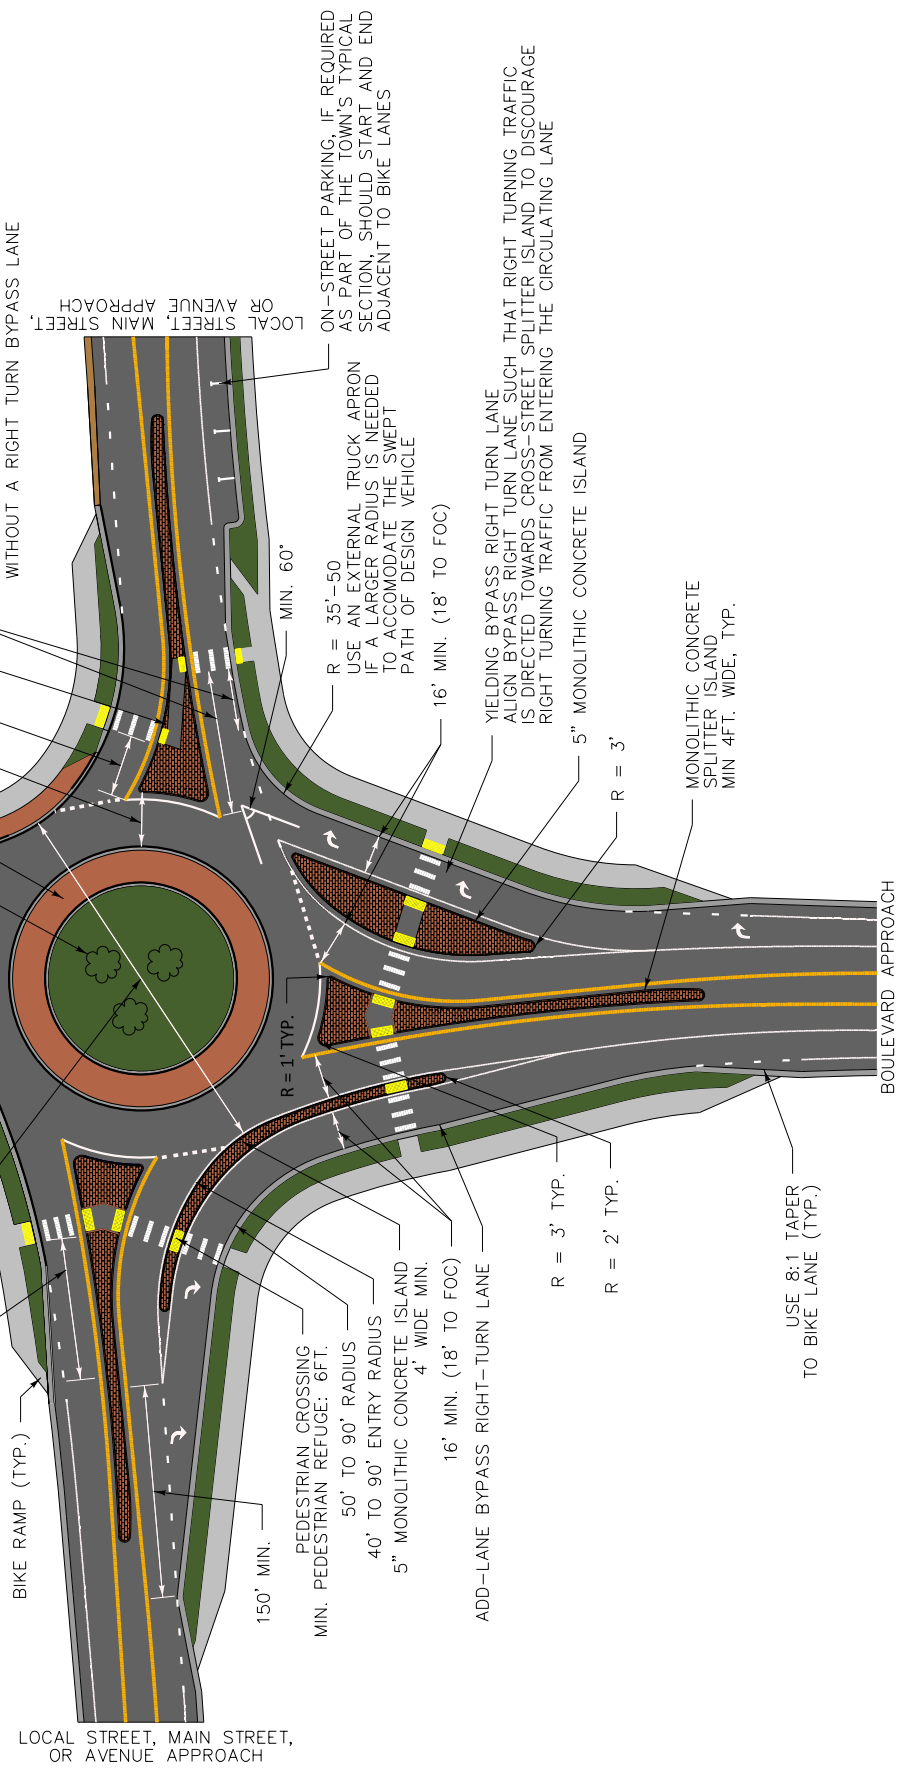 WITHOUT A RIGHT TURN BYPASS LANE
LOCAL STREET, MAIN STREET,
OR AVENUE APPROACH
ON-STREET PARKING, IF REQUIRED
AS PART OF THE TOWN'S TYPICAL
SECTION, SHOULD START AND END
ADJACENT TO BIKE LANES
MIN. 60°
R = 35'-50
USE AN EXTERNAL TRUCK APRON
IF A LARGER RADIUS IS NEEDED
TO ACCOMODATE THE SWEPT
PATH OF DESIGN VEHICLE
16' MIN. (18' TO FOC)
YIELDING BYPASS RIGHT TURN LANE
ALIGN BYPASS RIGHT TURN LANE SUCH THAT RIGHT TURNING TRAFFIC
IS DIRECTED TOWARDS CROSS-STREET SPLITTER ISLAND TO DISCOURAGE
RIGHT TURNING TRAFFIC FROM ENTERING THE CIRCULATING LANE
5" MONOLITHIC CONCRETE ISLAND
R = 3'
MONOLITHIC CONCRETE
SPLITTER ISLAND
MIN 4FT. WIDE, TYP.
BOULEVARD APPROACH
R = 1' TYP.
BIKE RAMP (TYP.)
150' MIN.
PEDESTRIAN CROSSING
MIN. PEDESTRIAN REFUGE: 6FT.
50' TO 90' RADIUS
40' TO 90' ENTRY RADIUS
5" MONOLITHIC CONCRETE ISLAND
4' WIDE MIN.
16' MIN. (18' TO FOC)
ADD-LANE BYPASS RIGHT-TURN LANE
R = 3' TYP.
R = 2' TYP.
USE 8:1 TAPER
TO BIKE LANE (TYP.)
LOCAL STREET, MAIN STREET,
OR AVENUE APPROACH